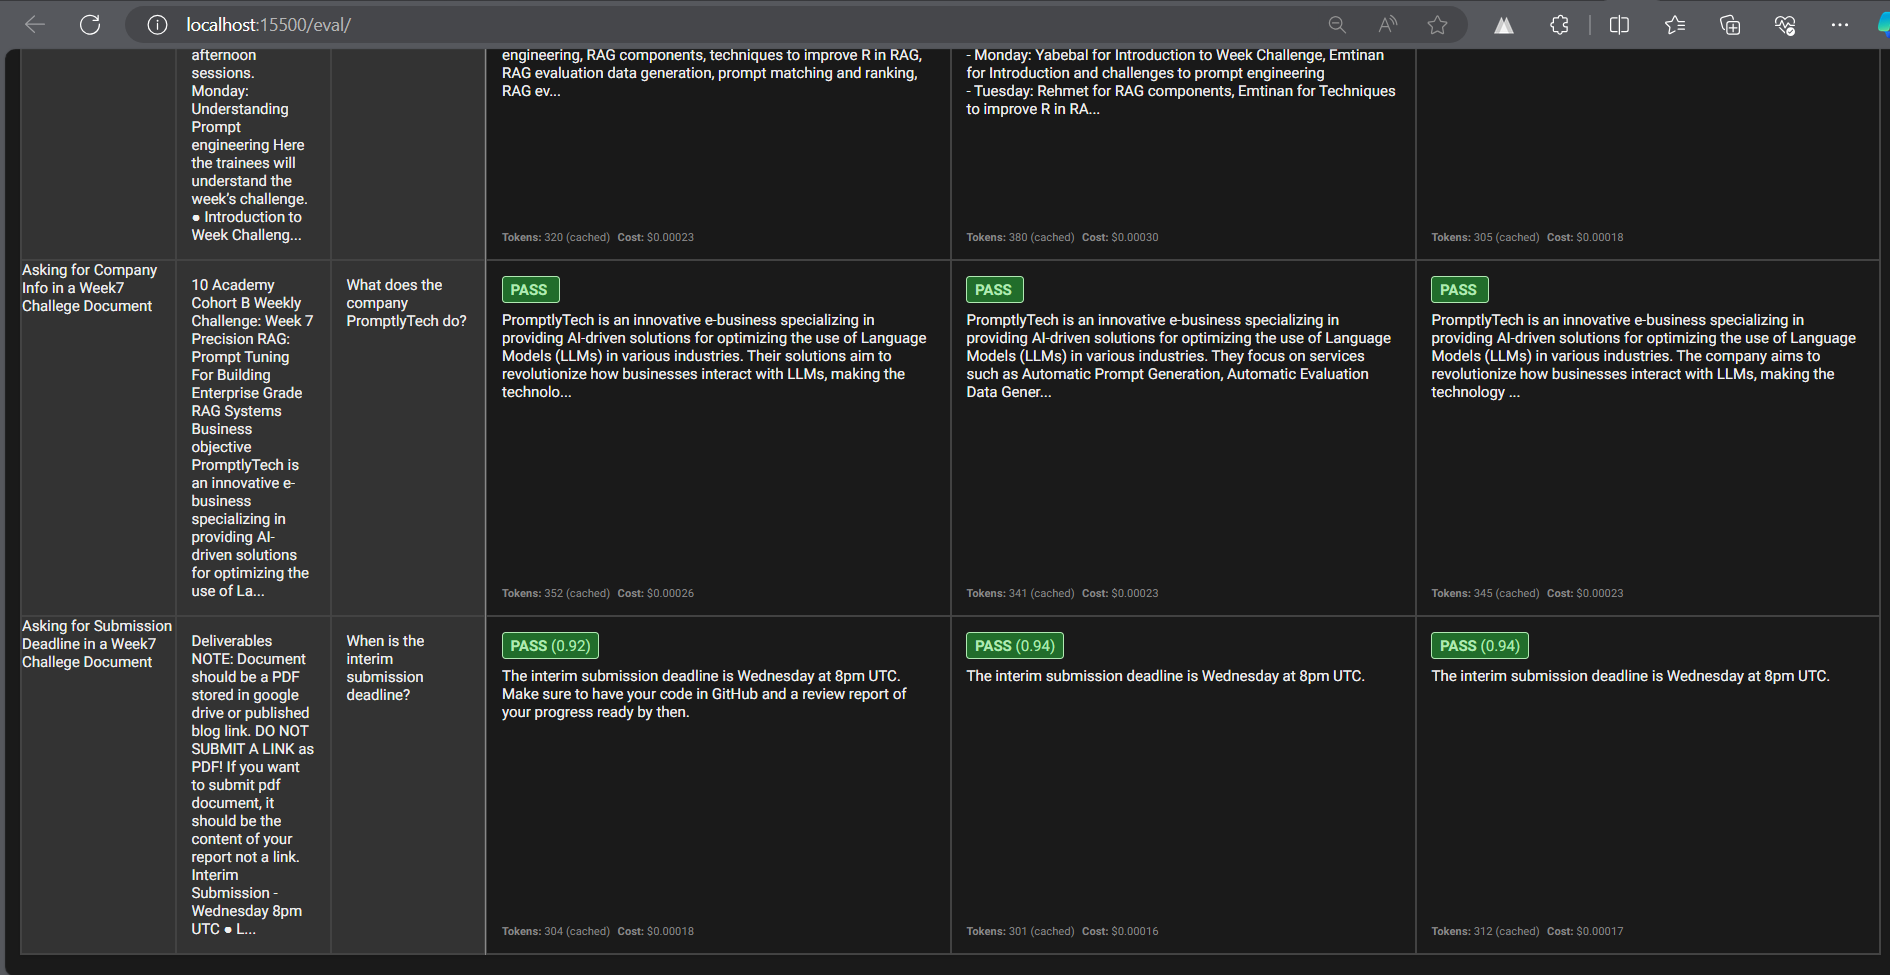 localhost:15500/eval/
afternoon
sessions.
Monday:
Understanding
Prompt
engineering Here
the trainees will
understand the
week's challenge.
● Introduction to
Week Challeng...
engineering, RAG components, techniques to improve R in RAG,
RAG evaluation data generation, prompt matching and ranking,
RAG ev...
Tokens: 320 (cached) Cost: $0.00023
- Monday: Yabebal for Introduction to Week Challenge, Emtinan
for Introduction and challenges to prompt engineering
- Tuesday: Rehmet for RAG components, Emtinan for Techniques
to improve R in RA...
Tokens: 380 (cached) Cost: $0.00030
Tokens: 305 (cached) Cost: $0.00018
Asking for Company
Info in a Week7
Challege Document
10 Academy
Cohort B Weekly
Challenge: Week 7
Precision RAG:
Prompt Tuning
For Building
Enterprise Grade
RAG Systems
Business
objective
PromptlyTech is
an innovative e-
business
specializing in
providing AI-
driven solutions
for optimizing the
use of La...
What does the
company
PromptlyTech do?
PASS
PromptlyTech is an innovative e-business specializing in
providing AI-driven solutions for optimizing the use of Language
Models (LLMs) in various industries. Their solutions aim to
revolutionize how businesses interact with LLMs, making the
technolo...
Tokens: 352 (cached) Cost: $0.00026
PASS
PromptlyTech is an innovative e-business specializing in
providing AI-driven solutions for optimizing the use of Language
Models (LLMs) in various industries. They focus on services
such as Automatic Prompt Generation, Automatic Evaluation
Data Gener...
Tokens: 341 (cached) Cost: $0.00023
PASS
PromptlyTech is an innovative e-business specializing in
providing AI-driven solutions for optimizing the use of Language
Models (LLMs) in various industries. The company aims to
revolutionize how businesses interact with LLMs, making the
technology ...
Tokens: 345 (cached) Cost: $0.00023
Asking for Submission
Deadline in a Week7
Challege Document
Deliverables
NOTE: Document
should be a PDF
stored in google
drive or published
blog link. DO NOT
SUBMIT A LINK as
PDF! If you want
to submit pdf
document, it
should be the
content of your
report not a link.
Interim
Submission -
Wednesday 8pm
UTC ● L...
When is the
interim
submission
deadline?
PASS (0.92)
The interim submission deadline is Wednesday at 8pm UTC.
Make sure to have your code in GitHub and a review report of
your progress ready by then.
Tokens: 304 (cached) Cost: $0.00018
PASS (0.94)
The interim submission deadline is Wednesday at 8pm UTC.
Tokens: 301 (cached) Cost: $0.00016
PASS (0.94)
The interim submission deadline is Wednesday at 8pm UTC.
Tokens: 312 (cached) Cost: $0.00017